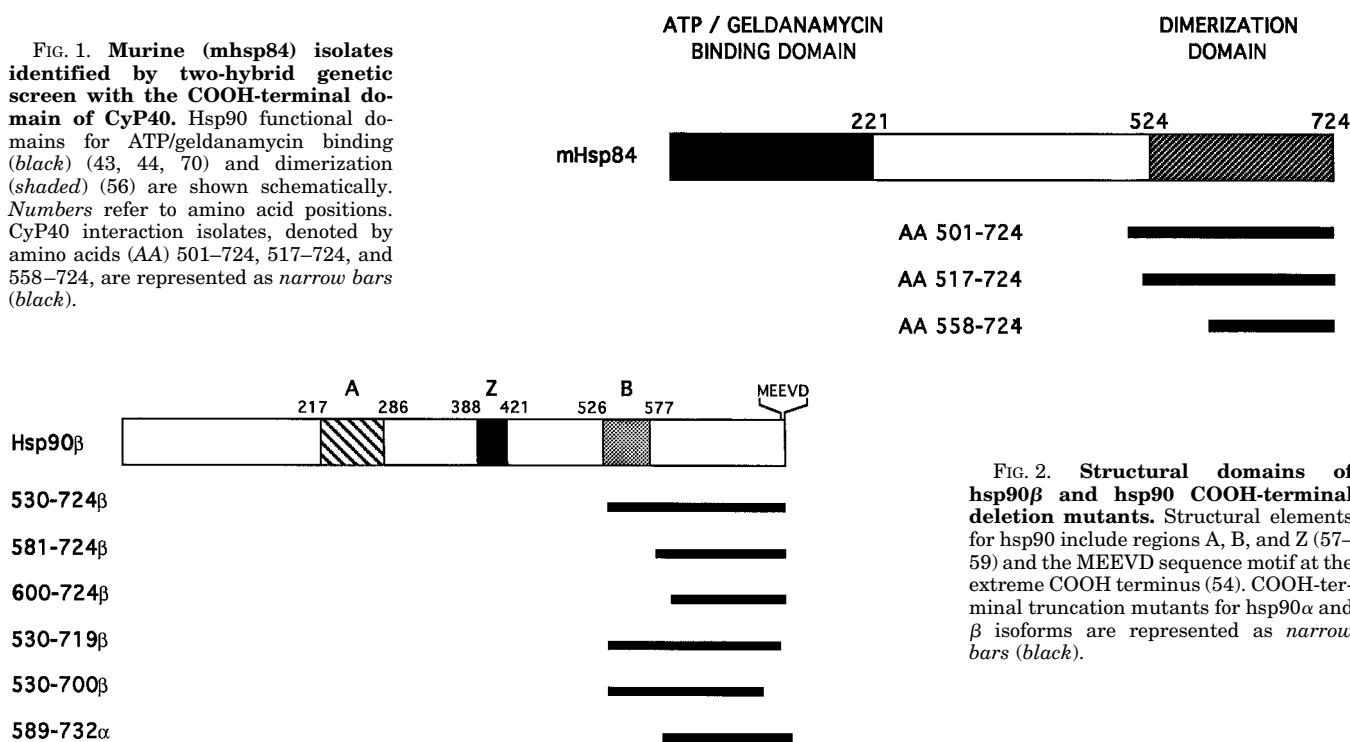 FIG. 1. Murine (mhsp84) isolates
identified by two-hybrid genetic
screen with the COOH-terminal do-
main of CyP40. Hsp90 functional do-
mains for ATP/geldanamycin binding
(black) (43, 44, 70) and dimerization
(shaded) (56) are shown schematically.
Numbers refer to amino acid positions.
CyP40 interaction isolates, denoted by
amino acids (AA) 501–724, 517–724, and
558–724, are represented as narrow bars
(black).
ATP / GELDANAMYCIN
BINDING DOMAIN
DIMERIZATION
DOMAIN
221 524 724
mHsp84
AA 501-724
AA 517-724
AA 558-724
A Z B MEEVD
217 286 388 421 526 577
Hsp90β
530-724β
581-724β
600-724β
530-719β
530-700β
589-732α
FIG. 2. Structural domains of
hsp90β and hsp90 COOH-terminal
deletion mutants. Structural elements
for hsp90 include regions A, B, and Z (57–
59) and the MEEVD sequence motif at the
extreme COOH terminus (54). COOH-ter-
minal truncation mutants for hsp90α and
β isoforms are represented as narrow
bars (black).